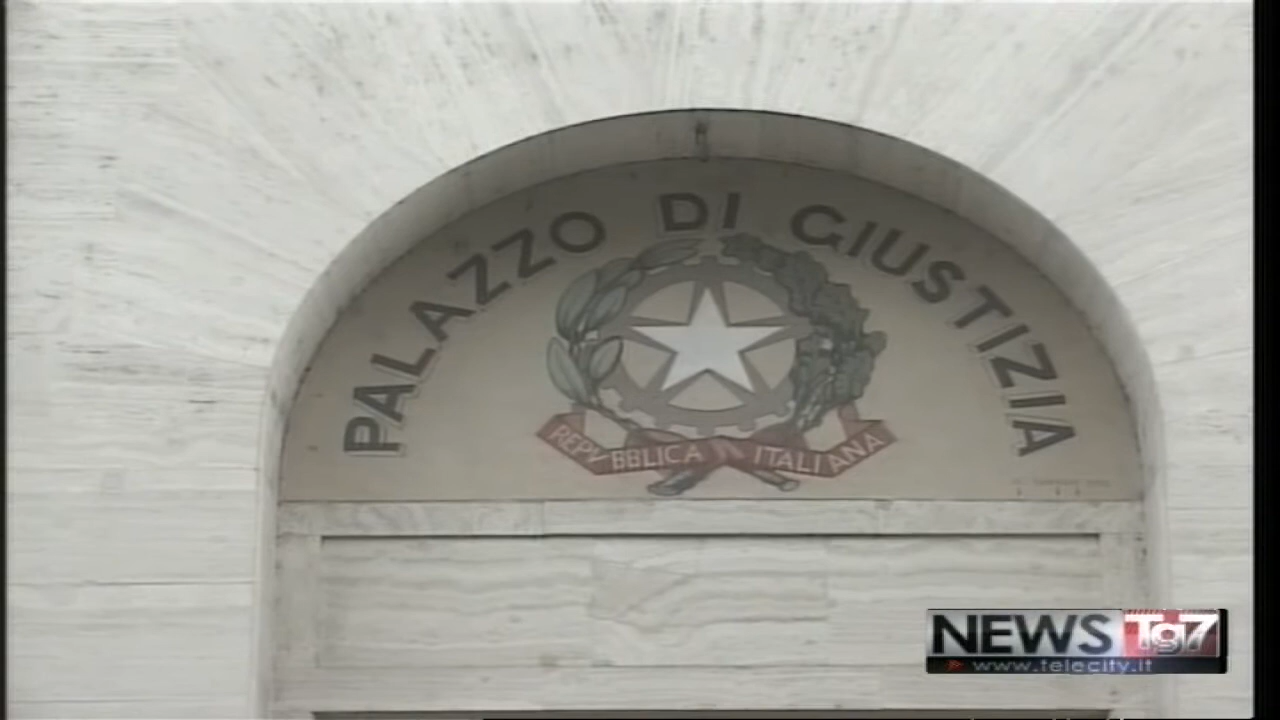 PALAZZO DI GIUSTIZIA
REPVBBLICA ITALIANA
NEWS Tg7
www.telecity.it